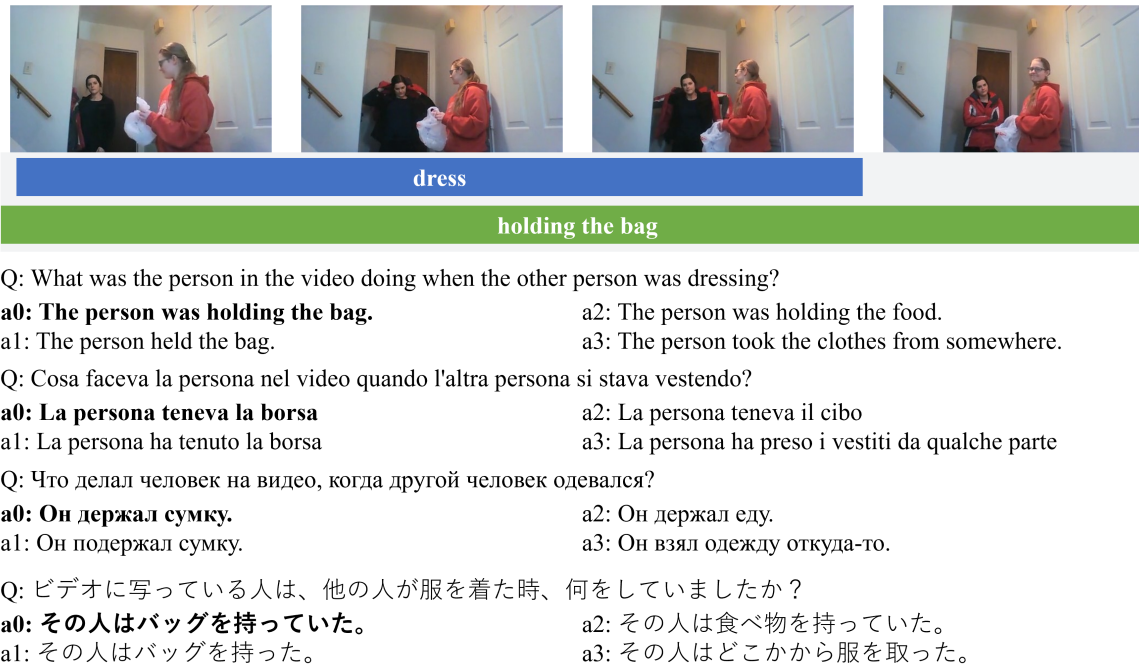 dress
holding the bag
Q: What was the person in the video doing when the other person was dressing?
a0: The person was holding the bag.
a2: The person was holding the food.
a1: The person held the bag.
a3: The person took the clothes from somewhere.
Q: Cosa faceva la persona nel video quando l'altra persona si stava vestendo?
a0: La persona teneva la borsa
a2: La persona teneva il cibo
a1: La persona ha tenuto la borsa
a3: La persona ha preso i vestiti da qualche parte
Q: Что делал человек на видео, когда другой человек одевался?
a0: Он держал сумку.
a2: Он держал еду.
a1: Он подержал сумку.
a3: Он взял одежду откуда-то.
Q: ビデオに写っている人は、他の人が服を着た時、何をしていましたか？
a0: その人はバッグを持っていた。
a2: その人は食べ物を持っていた。
a1: その人はバッグを持った。
a3: その人はどこかから服を取った。